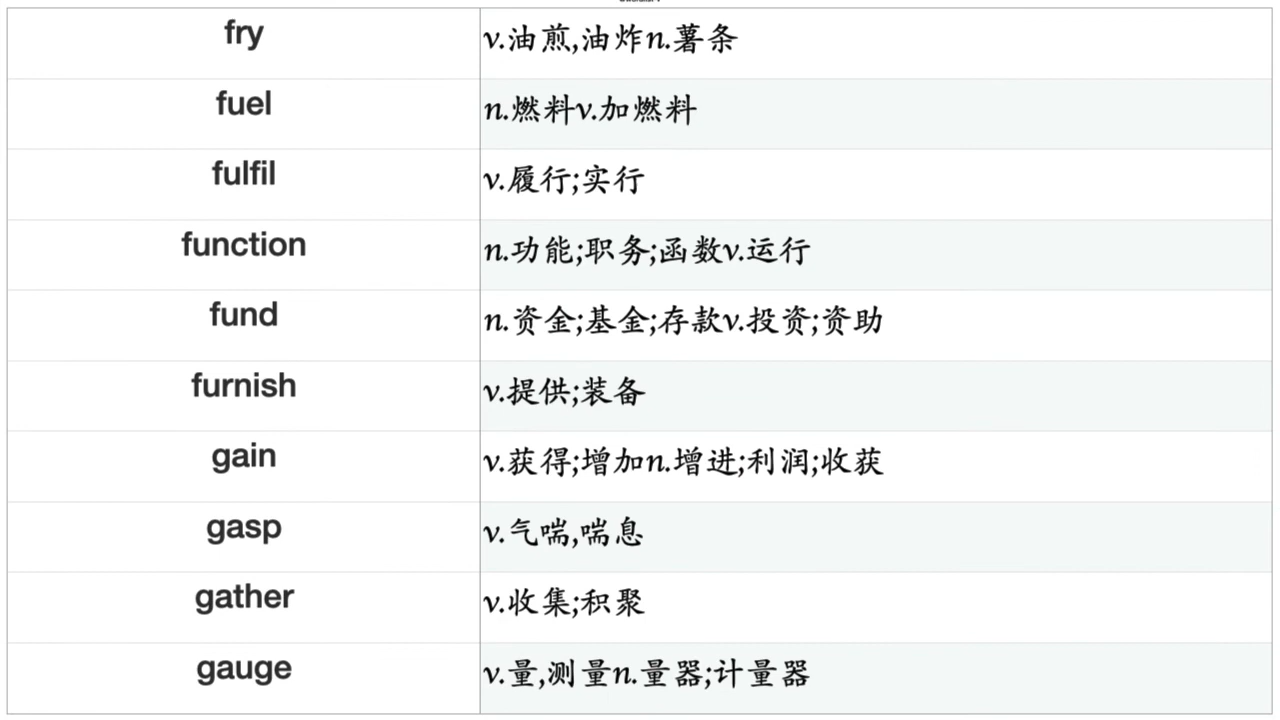 fry v.油煎,油炸n.薯条
fuel n.燃料v.加燃料
fulfil v.履行;实行
function n.功能;职务;函数v.运行
fund n.资金;基金;存款v.投资;资助
furnish v.提供;装备
gain v.获得;增加n.增进;利润;收获
gasp v.气喘,喘息
gather v.收集;积聚
gauge v.量,测量n.量器;计量器